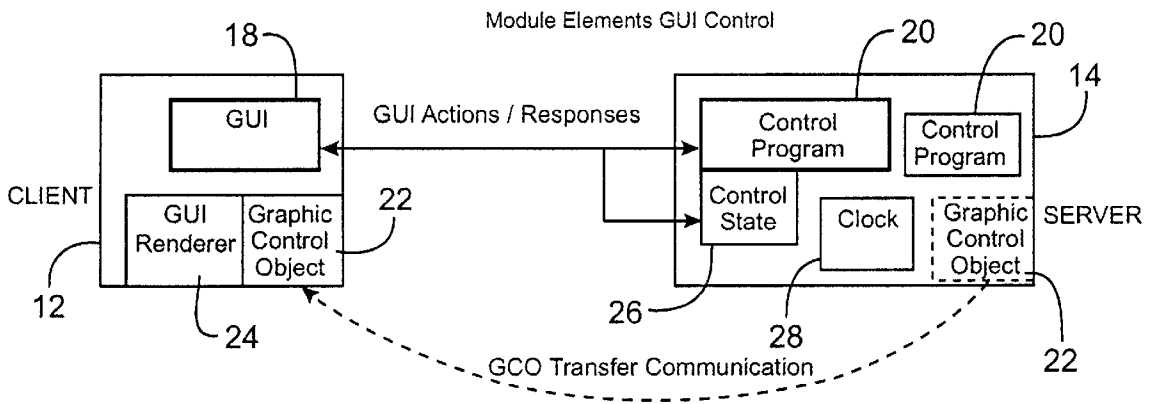 Module Elements GUI Control
18
20
20
14
GUI
GUI Actions / Responses
Control
Program
Control
Program
CLIENT
22
GUI
Renderer
Graphic
Control
Object
Control
State
Clock
Graphic
Control
Object
SERVER
12
24
26
28
22
GCO Transfer Communication